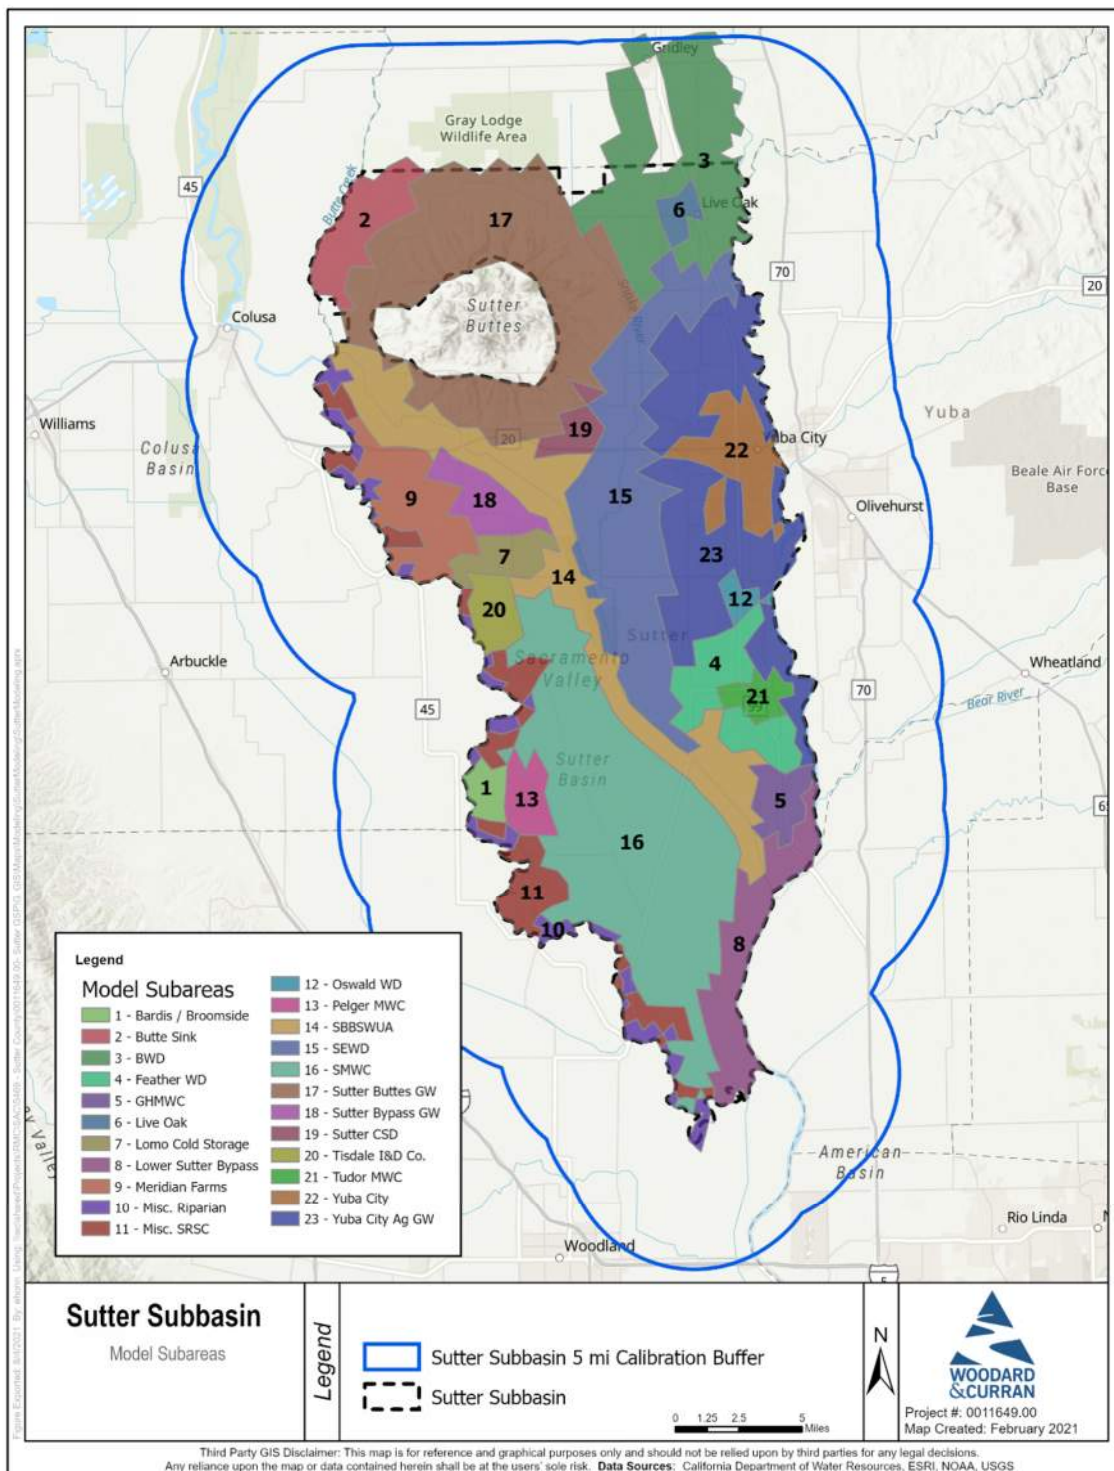 Gridley
Gray Lodge
Wildlife Area
3
45
Butte Creek
2
17
6
Live Oak
70
20
Sutter
Buttes
Snake River
Colusa
Williams
Yuba
19
20
22
Yuba City
Colusa
Basin
Beale Air Force
Base
9
18
15
Olivehurst
7
23
14
12
20
Sutter
Arbuckle
Sacramento
Valley
4
Wheatland
21
99
45
70
Bear River
Sutter
Basin
1
13
5
65
16
11
10
8
American
Basin
Rio Linda
Woodland
5
Legend
Model Subareas
1 - Bardis / Broomside
2 - Butte Sink
3 - BWD
4 - Feather WD
5 - GHMWC
6 - Live Oak
7 - Lomo Cold Storage
8 - Lower Sutter Bypass
9 - Meridian Farms
10 - Misc. Riparian
11 - Misc. SRSC
12 - Oswald WD
13 - Pelger MWC
14 - SBBSWUA
15 - SEWD
16 - SMWC
17 - Sutter Buttes GW
18 - Sutter Bypass GW
19 - Sutter CSD
20 - Tisdale I&D Co.
21 - Tudor MWC
22 - Yuba City
23 - Yuba City Ag GW
Sutter Subbasin
Model Subareas
Legend
Sutter Subbasin 5 mi Calibration Buffer
Sutter Subbasin
0 1.25 2.5 5
Miles
N
WOODARD
&CURRAN
Project #: 0011649.00
Map Created: February 2021
Third Party GIS Disclaimer: This map is for reference and graphical purposes only and should not be relied upon by third parties for any legal decisions.
Any reliance upon the map or data contained herein shall be at the users' sole risk. Data Sources: California Department of Water Resources, ESRI, NOAA, USGS